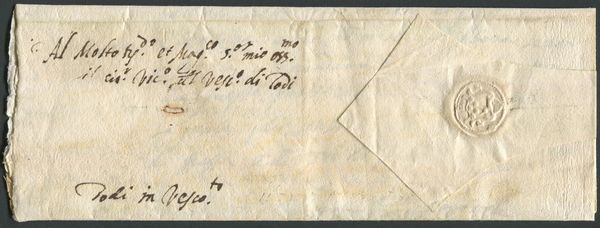 Al Molto R.do et Mag.co S.or mio oss.mo
il sig.r Vic.o del Vesc.o di Todi
Todi in Vesco.to